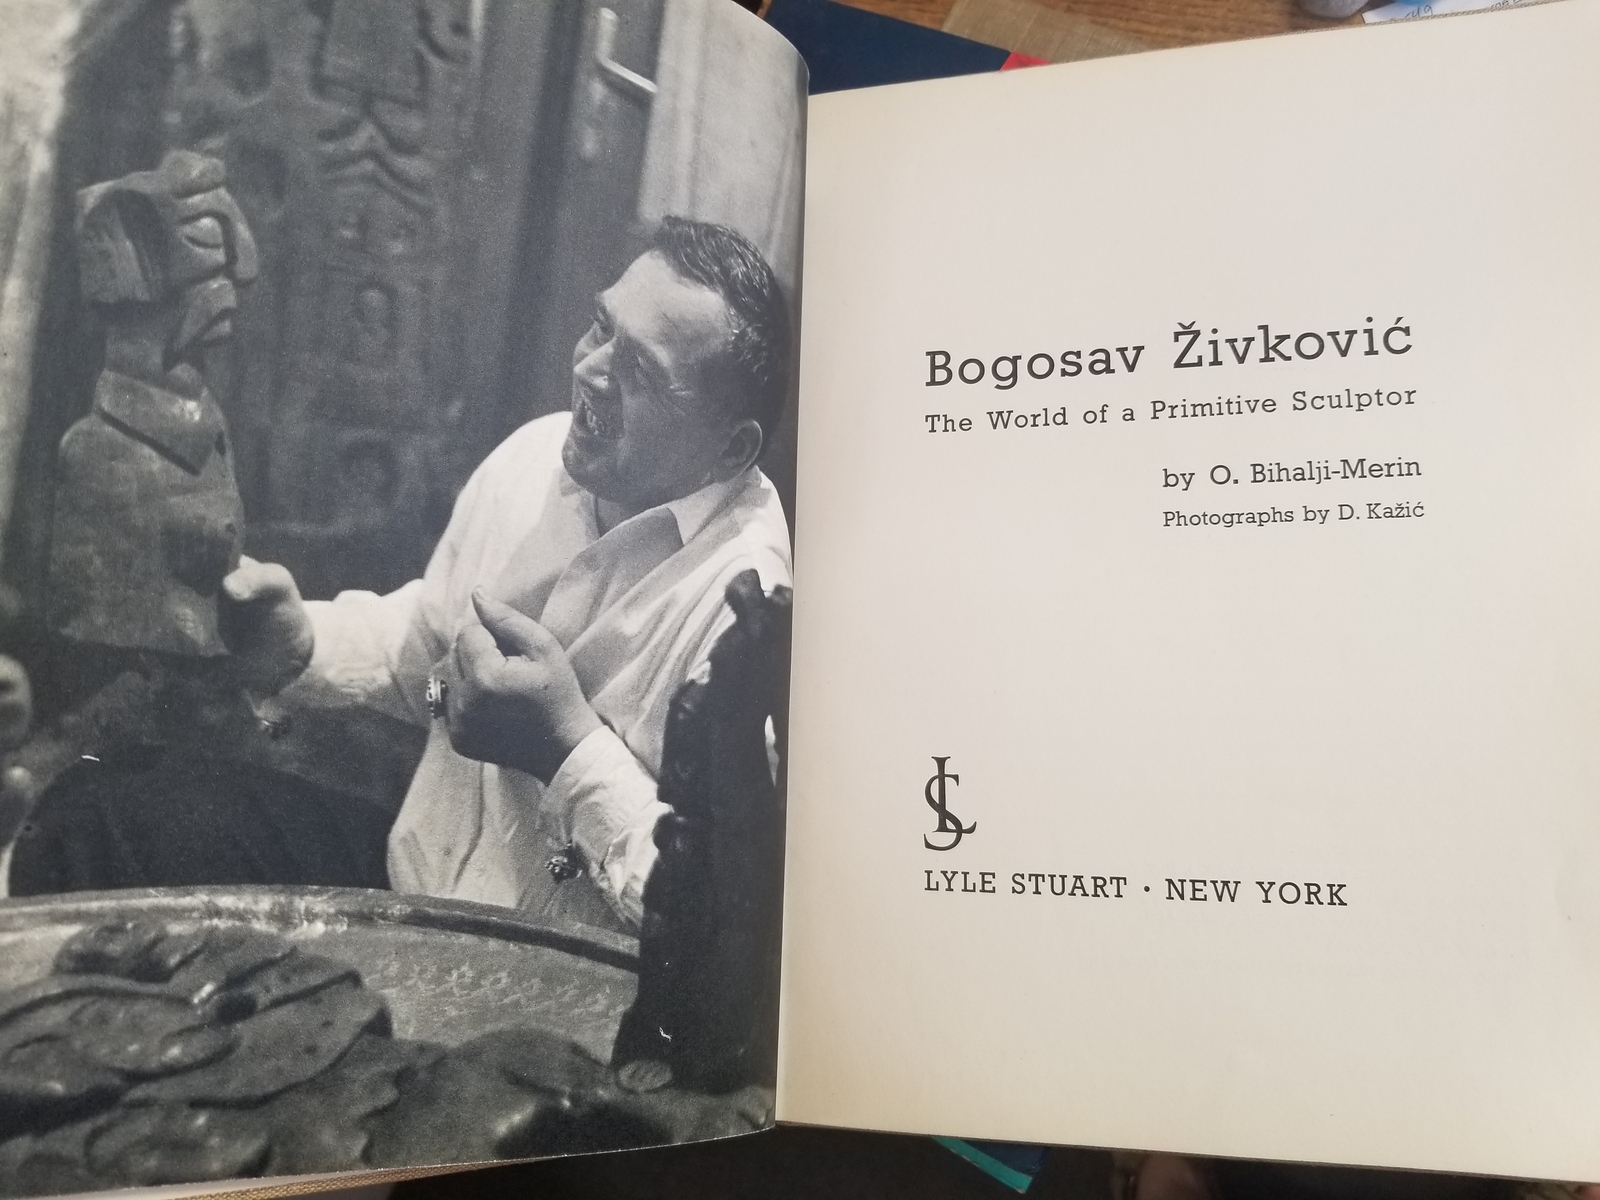 Bogosav Živković
The World of a Primitive Sculptor
by O. Bihalji-Merin
Photographs by D. Kažić
LS
LYLE STUART · NEW YORK